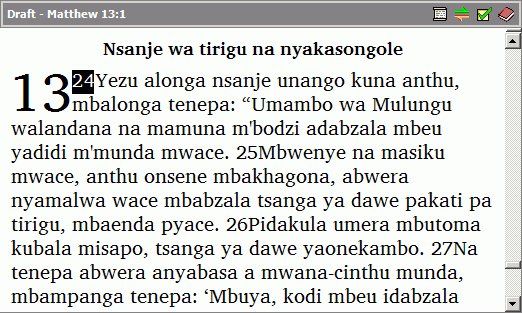 Draft - Matthew 13:1
Nsanje wa tirigu na nyakasongole
13 24Yezu alonga nsanje unango kuna anthu,
mbalonga tenepa: “Umambo wa Mulungu
walandana na mamuna m'bodzi adabzala mbeu
yadidi m'munda mwace. 25Mbwenye na masiku
mwace, anthu onsene mbakhagona, abwera
nyamalwa wace mbabzala tsanga ya dawe pakati pa
tirigu, mbaenda pyace. 26Pidakula umera mbutoma
kubala misapo, tsanga ya dawe yaonekambo. 27Na
tenepa abwera anyabasa a mwana-cinthu munda,
mbampanga tenepa: ‘Mbuya, kodi mbeu idabzala